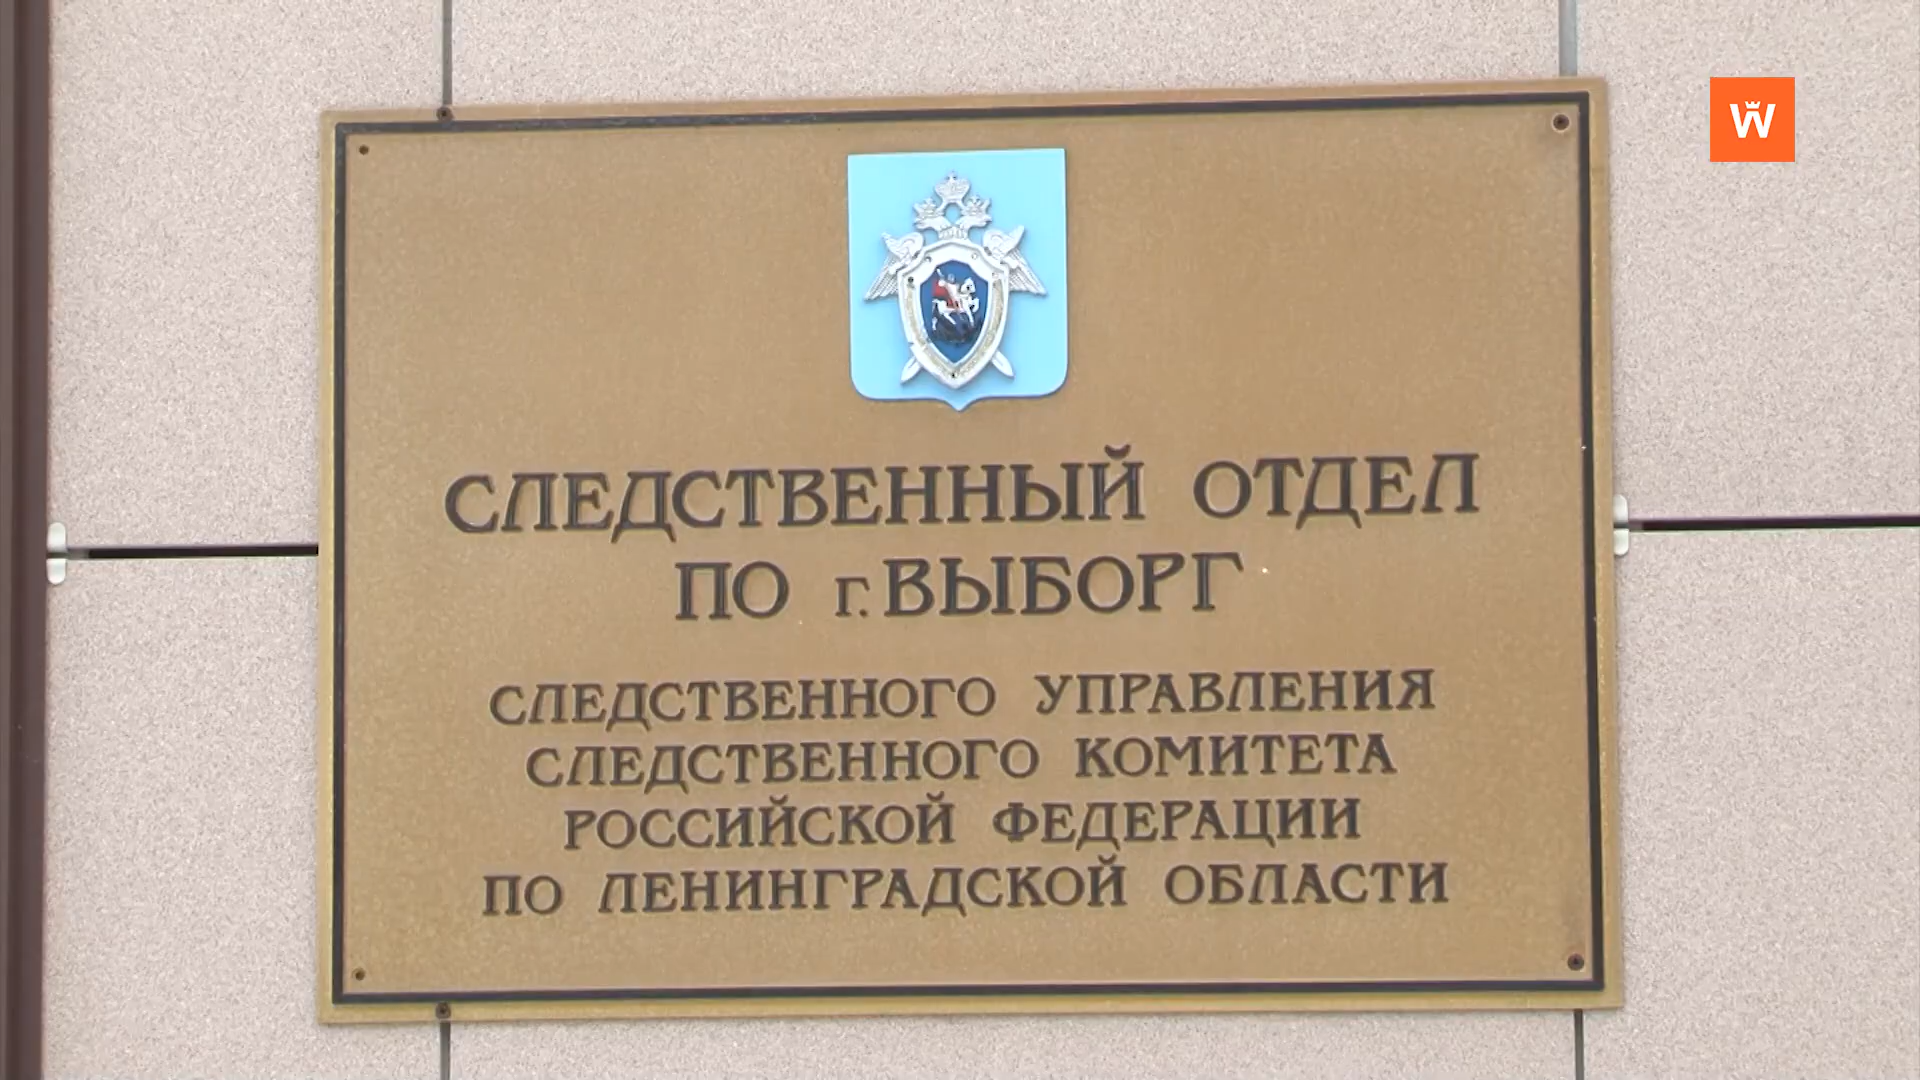 W
СЛЕДСТВЕННЫЙ ОТДЕЛ
ПО г. ВЫБОРГ
СЛЕДСТВЕННОГО УПРАВЛЕНИЯ
СЛЕДСТВЕННОГО КОМИТЕТА
РОССИЙСКОЙ ФЕДЕРАЦИИ
ПО ЛЕНИНГРАДСКОЙ ОБЛАСТИ